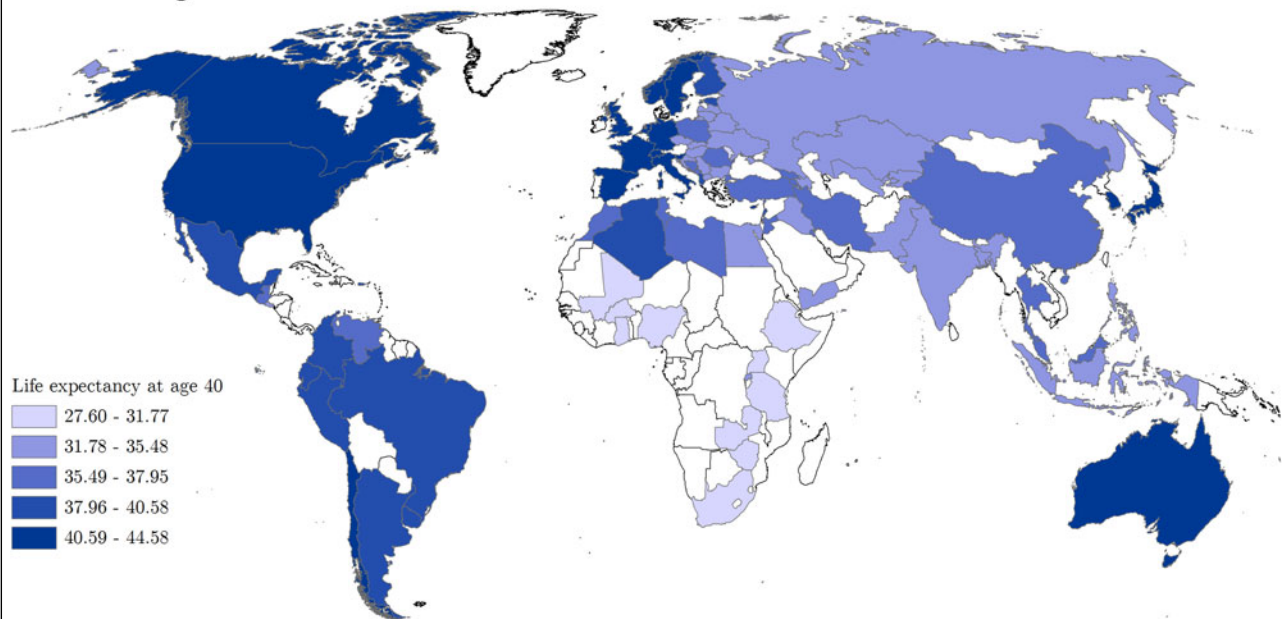 Life expectancy at age 40
27.60 - 31.77
31.78 - 35.48
35.49 - 37.95
37.96 - 40.58
40.59 - 44.58